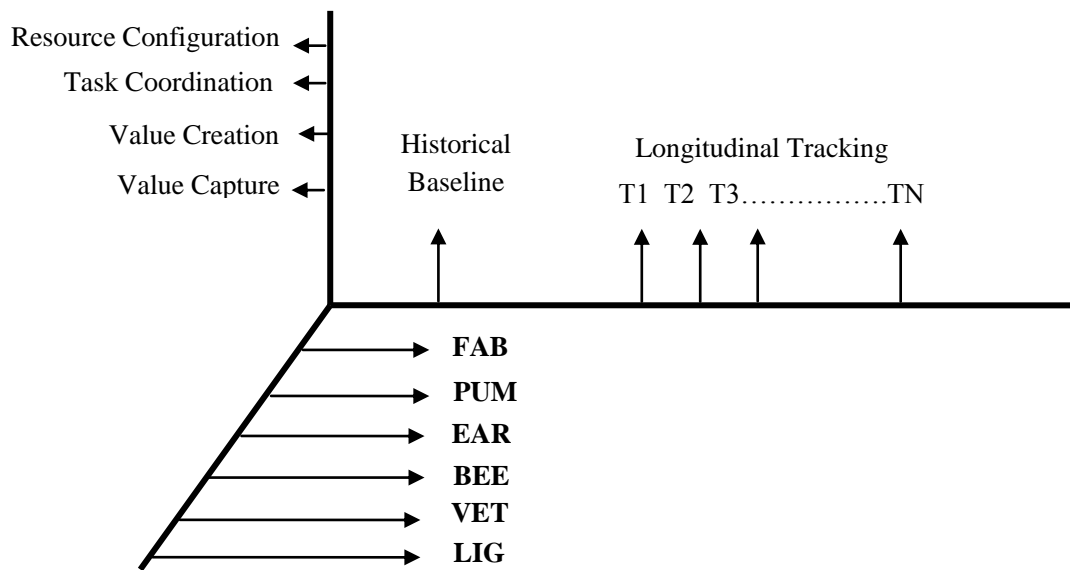 Resource Configuration
Task Coordination
Value Creation
Value Capture
Historical
Baseline
Longitudinal Tracking
T1 T2 T3……………..TN
FAB
PUM
EAR
BEE
VET
LIG